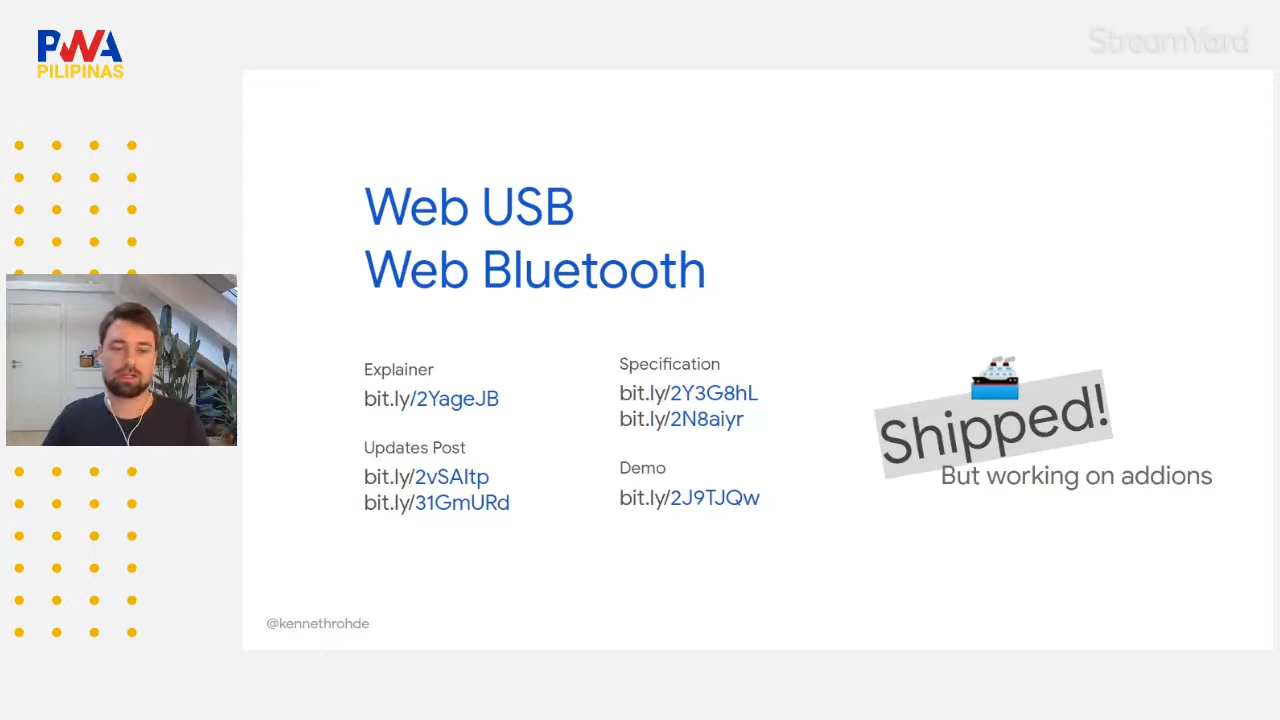 PWA
PILIPINAS
StreamYard
Web USB
Web Bluetooth
Explainer
bit.ly/2YageJB
Updates Post
bit.ly/2vSAItp
bit.ly/31GmURd
Specification
bit.ly/2Y3G8hL
bit.ly/2N8aiyr
Demo
bit.ly/2J9TJQw
Shipped!
But working on addions
@kennethrohde